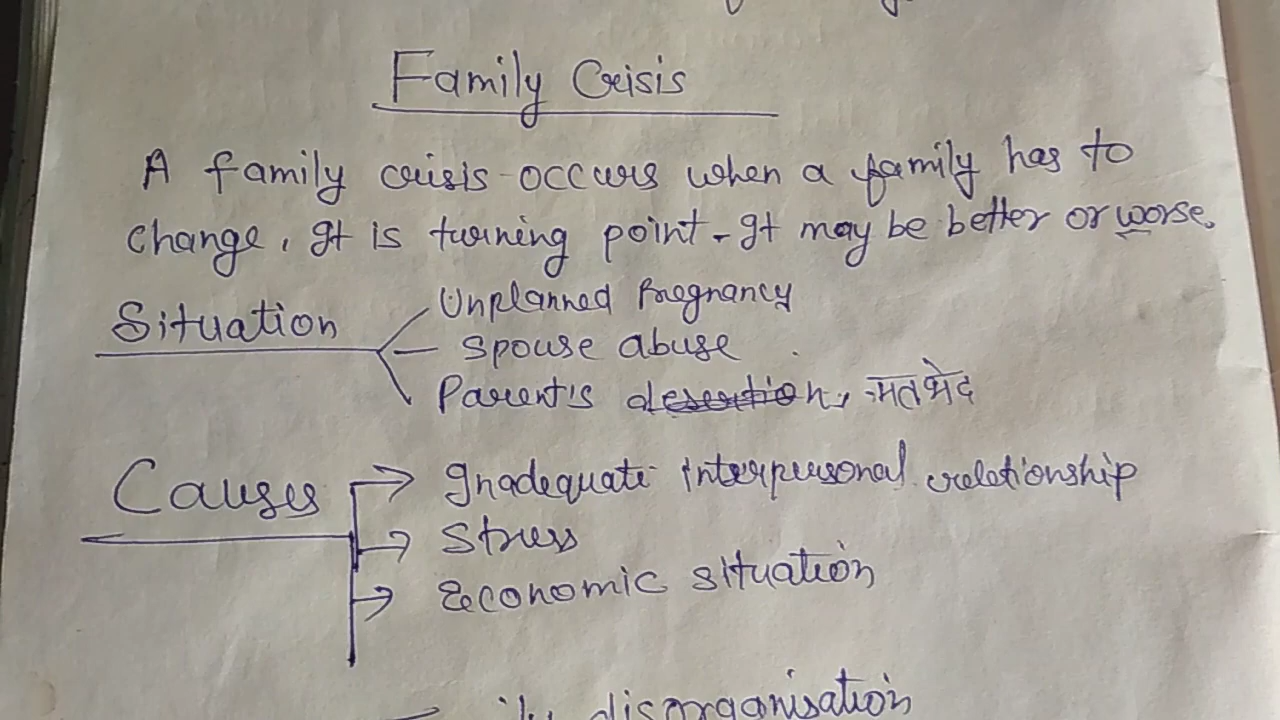 Family Crisis
A family crisis occurs when a family has to
change. It is turning point. It may be better or worse.
Situation
Unplanned Pregnancy
Spouse abuse
Parent's desertion, मतभेद
Causes
Inadequate interpersonal relationship
Stress
Economic situation
disorganisation